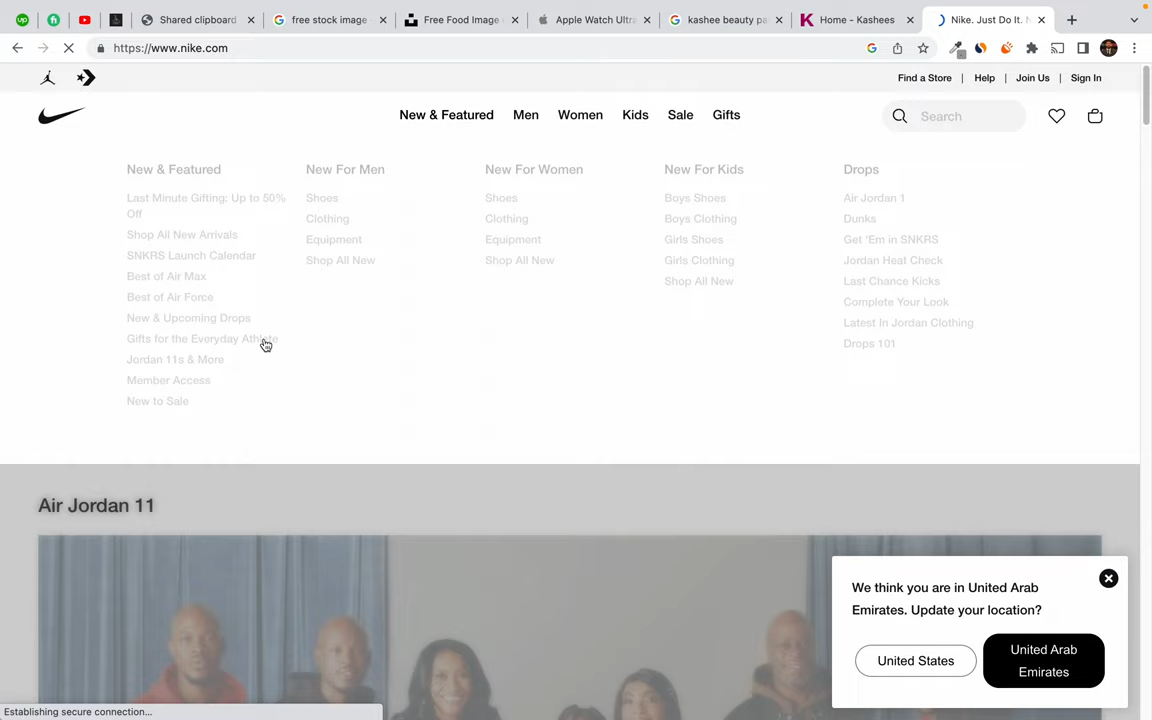 Shared clipboard
free stock image
Free Food Image
Apple Watch Ultra
kashee beauty pa
Home - Kashees
Nike. Just Do It. N
https://www.nike.com
Find a Store | Help | Join Us | Sign In
New & Featured Men Women Kids Sale Gifts
Search
New & Featured
Last Minute Gifting: Up to 50%
Off
Shop All New Arrivals
SNKRS Launch Calendar
Best of Air Max
Best of Air Force
New & Upcoming Drops
Gifts for the Everyday Athlete
Jordan 11s & More
Member Access
New to Sale
New For Men
Shoes
Clothing
Equipment
Shop All New
New For Women
Shoes
Clothing
Equipment
Shop All New
New For Kids
Boys Shoes
Boys Clothing
Girls Shoes
Girls Clothing
Shop All New
Drops
Air Jordan 1
Dunks
Get 'Em in SNKRS
Jordan Heat Check
Last Chance Kicks
Complete Your Look
Latest In Jordan Clothing
Drops 101
Air Jordan 11
We think you are in United Arab
Emirates. Update your location?
United States
United Arab
Emirates
Establishing secure connection...